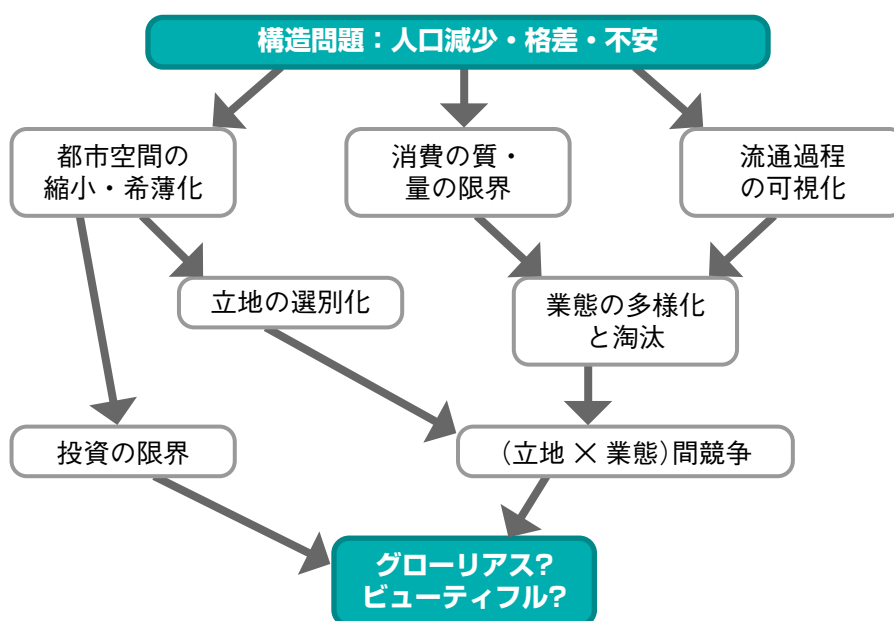 構造問題：人口減少・格差・不安
都市空間の
縮小・希薄化
消費の質・
量の限界
流通過程
の可視化
立地の選別化
業態の多様化
と淘汰
投資の限界
（立地 × 業態）間競争
グローリアス?
ビューティフル?